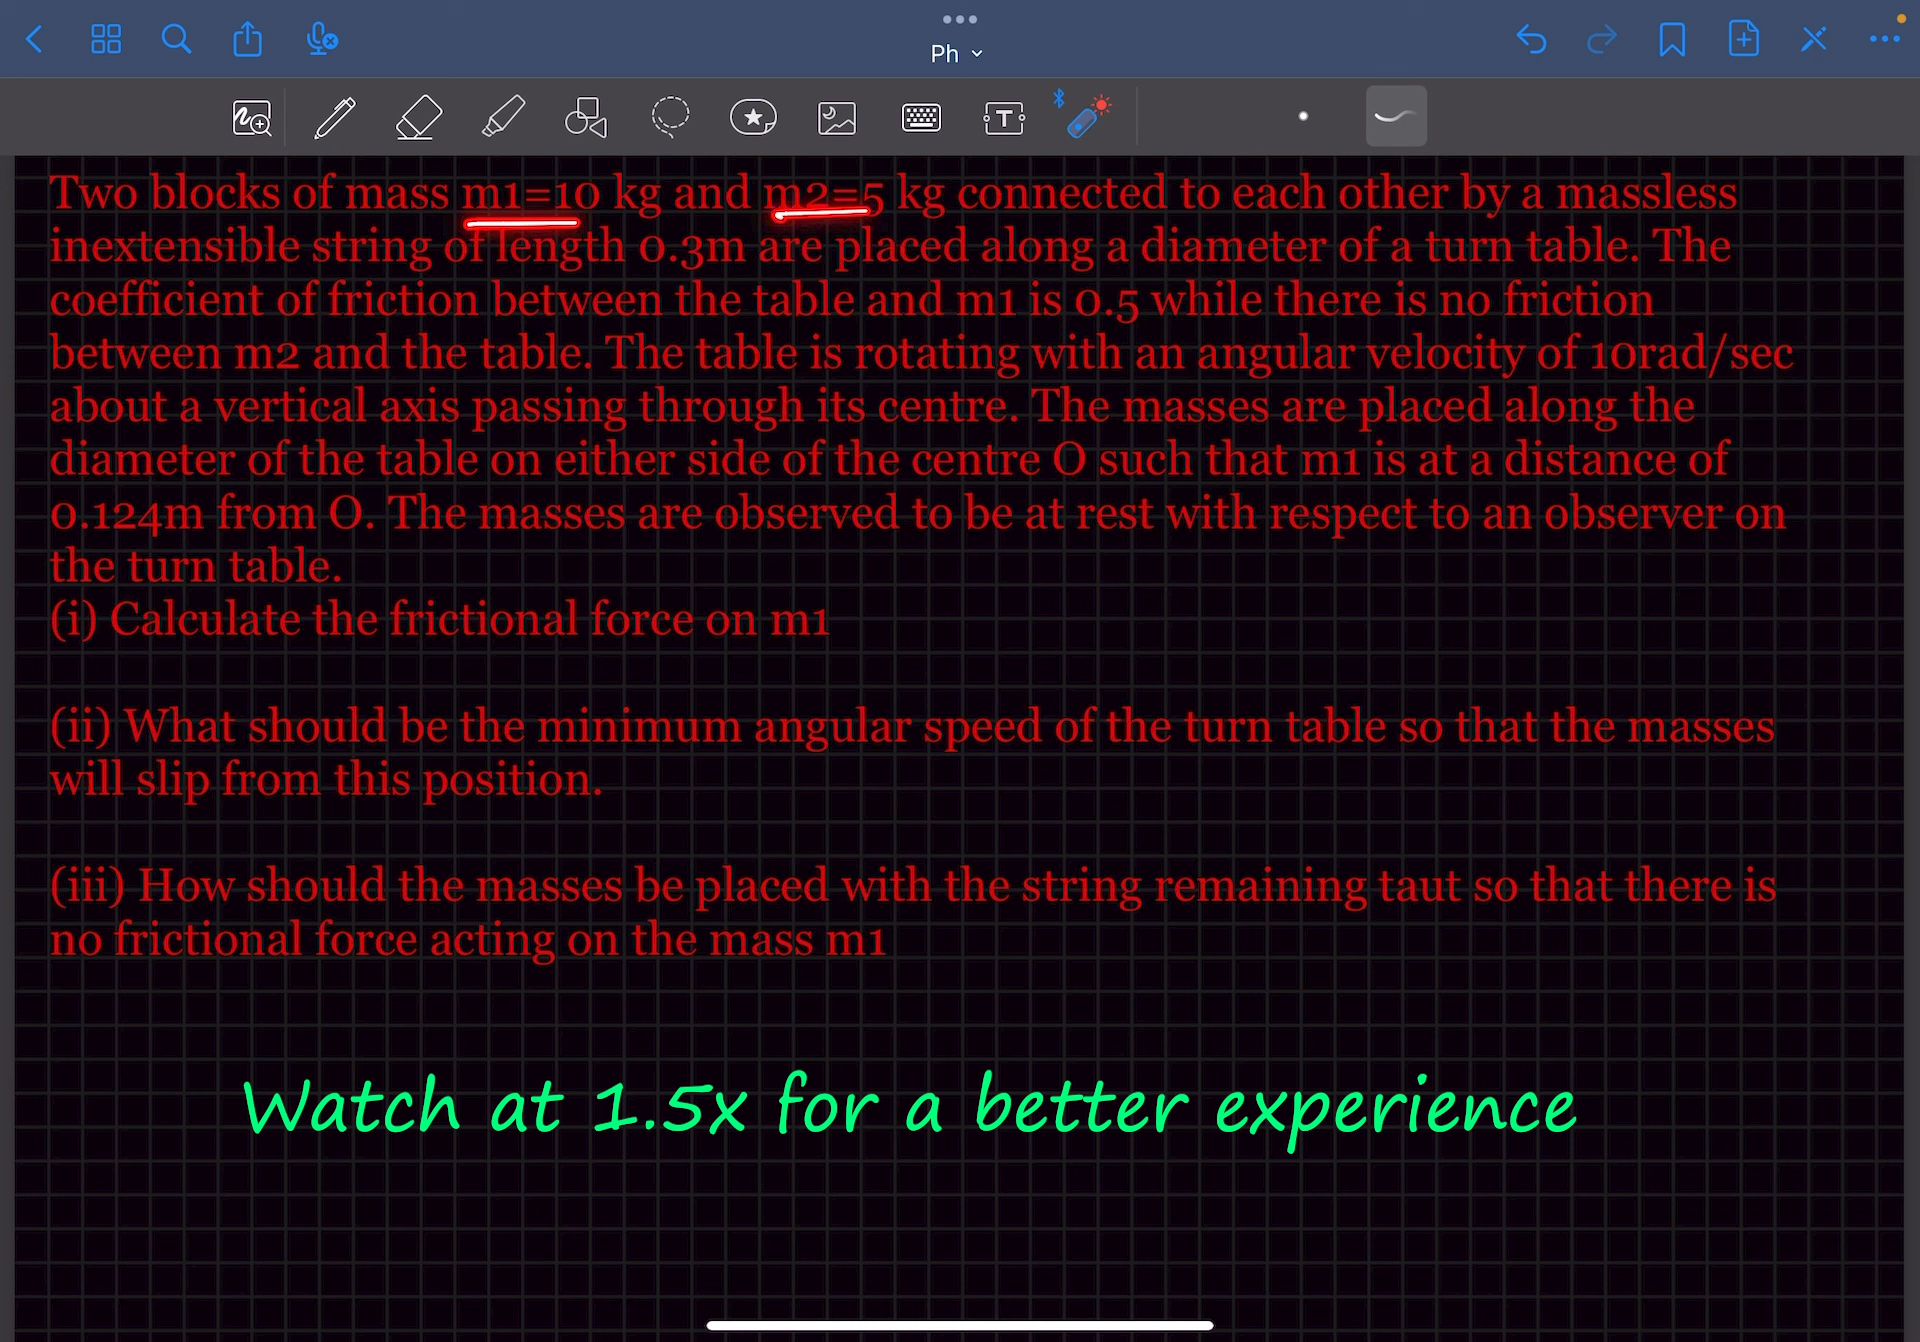 Ph
Two blocks of mass m1=10 kg and m2=5 kg connected to each other by a massless
inextensible string of length 0.3m are placed along a diameter of a turn table. The
coefficient of friction between the table and m1 is 0.5 while there is no friction
between m2 and the table. The table is rotating with an angular velocity of 10rad/sec
about a vertical axis passing through its centre. The masses are placed along the
diameter of the table on either side of the centre O such that m1 is at a distance of
0.124m from O. The masses are observed to be at rest with respect to an observer on
the turn table.
(i) Calculate the frictional force on m1
(ii) What should be the minimum angular speed of the turn table so that the masses
will slip from this position.
(iii) How should the masses be placed with the string remaining taut so that there is
no frictional force acting on the mass m1
Watch at 1.5x for a better experience